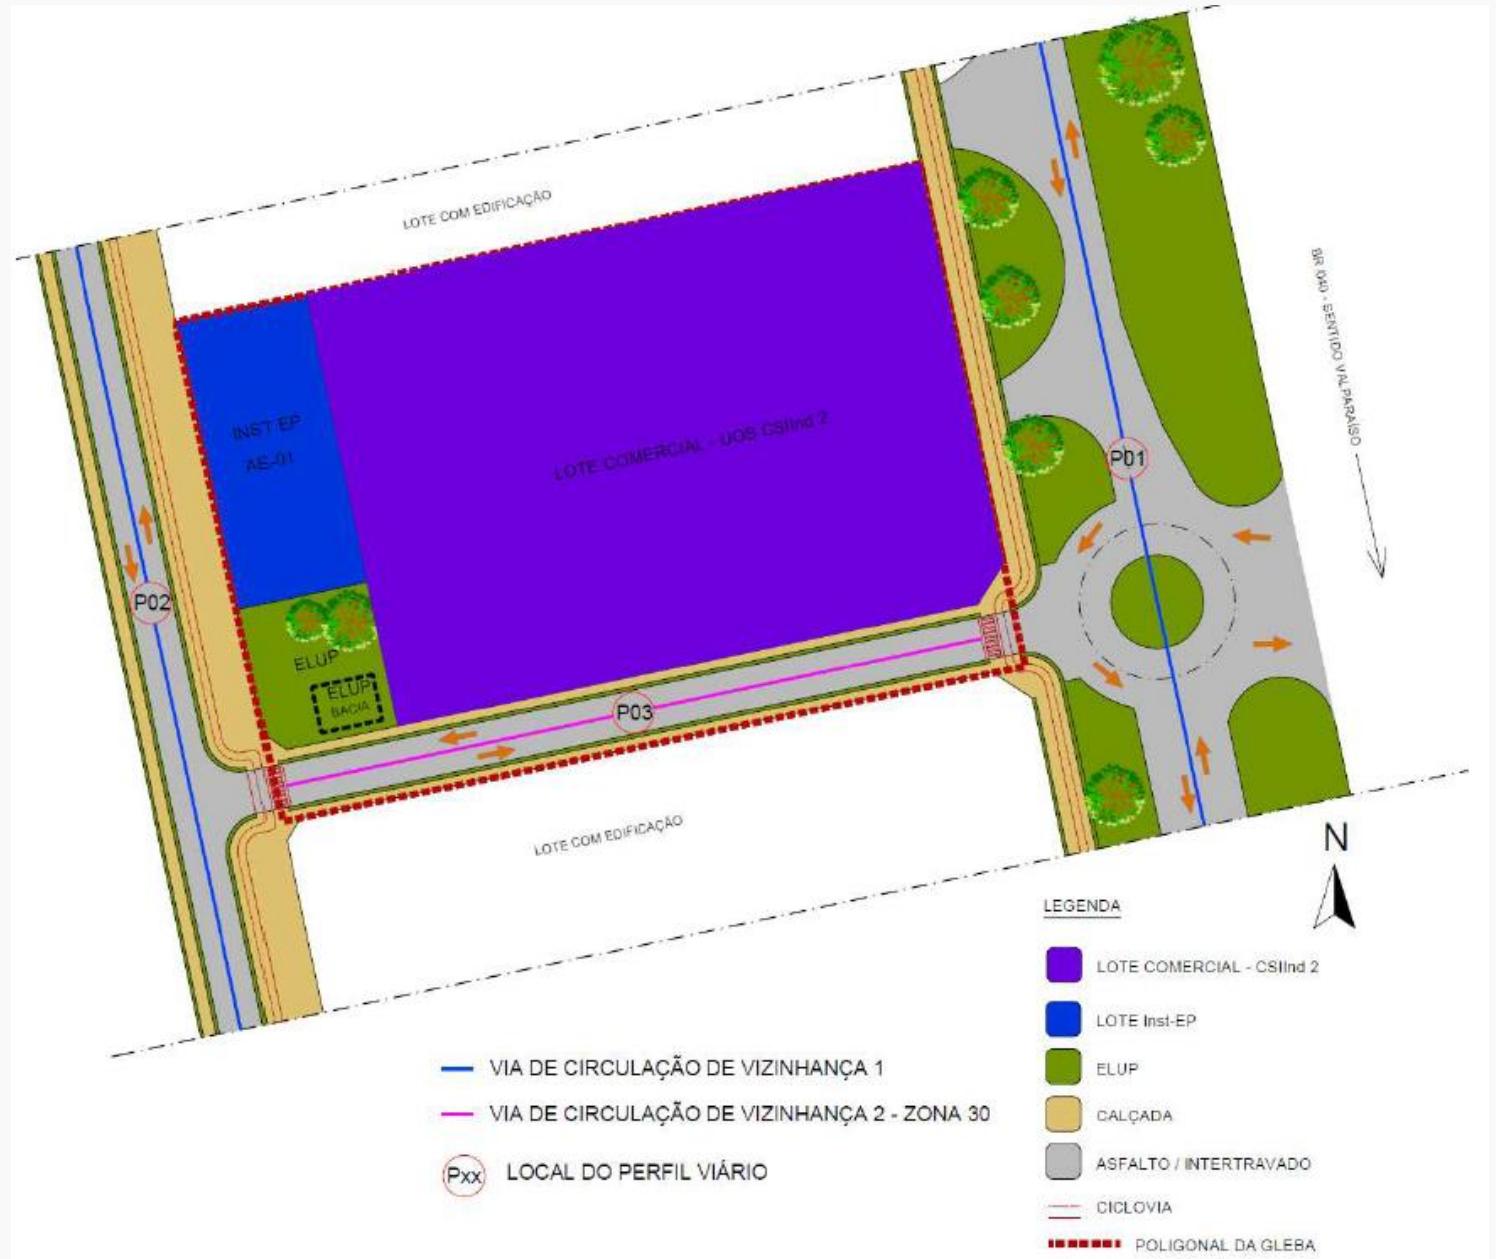 LOTE COM EDIFICAÇÃO
BR 040 - SENTIDO VALPARAÍSO
INST EP
AE-01
LOTE COMERCIAL - UOS CSIInd 2
P01
P02
ELUP
ELUP
BACIA
P03
LOTE COM EDIFICAÇÃO
N
LEGENDA
LOTE COMERCIAL - CSIInd 2
LOTE Inst-EP
ELUP
CALÇADA
ASFALTO / INTERTRAVADO
CICLOVIA
POLIGONAL DA GLEBA
VIA DE CIRCULAÇÃO DE VIZINHANÇA 1
VIA DE CIRCULAÇÃO DE VIZINHANÇA 2 - ZONA 30
Pxx LOCAL DO PERFIL VIÁRIO